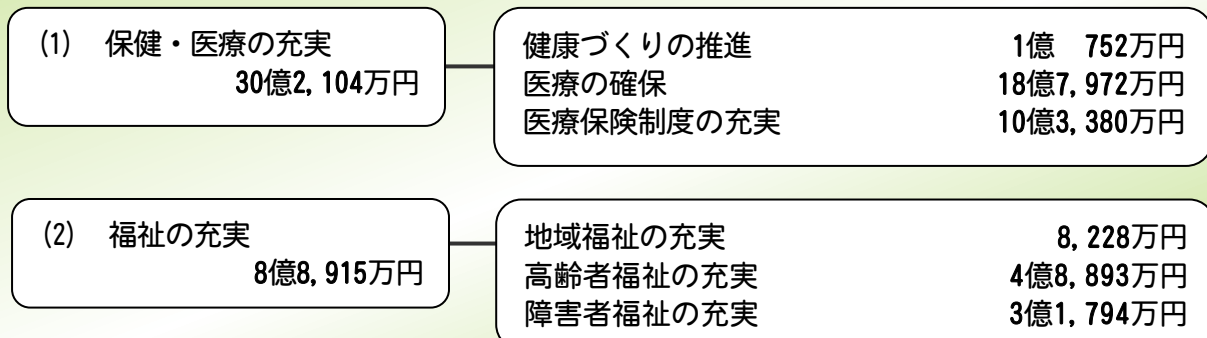 (1) 保健・医療の充実
30億2,104万円
健康づくりの推進 1億 752万円
医療の確保 18億7,972万円
医療保険制度の充実 10億3,380万円
(2) 福祉の充実
8億8,915万円
地域福祉の充実 8,228万円
高齢者福祉の充実 4億8,893万円
障害者福祉の充実 3億1,794万円